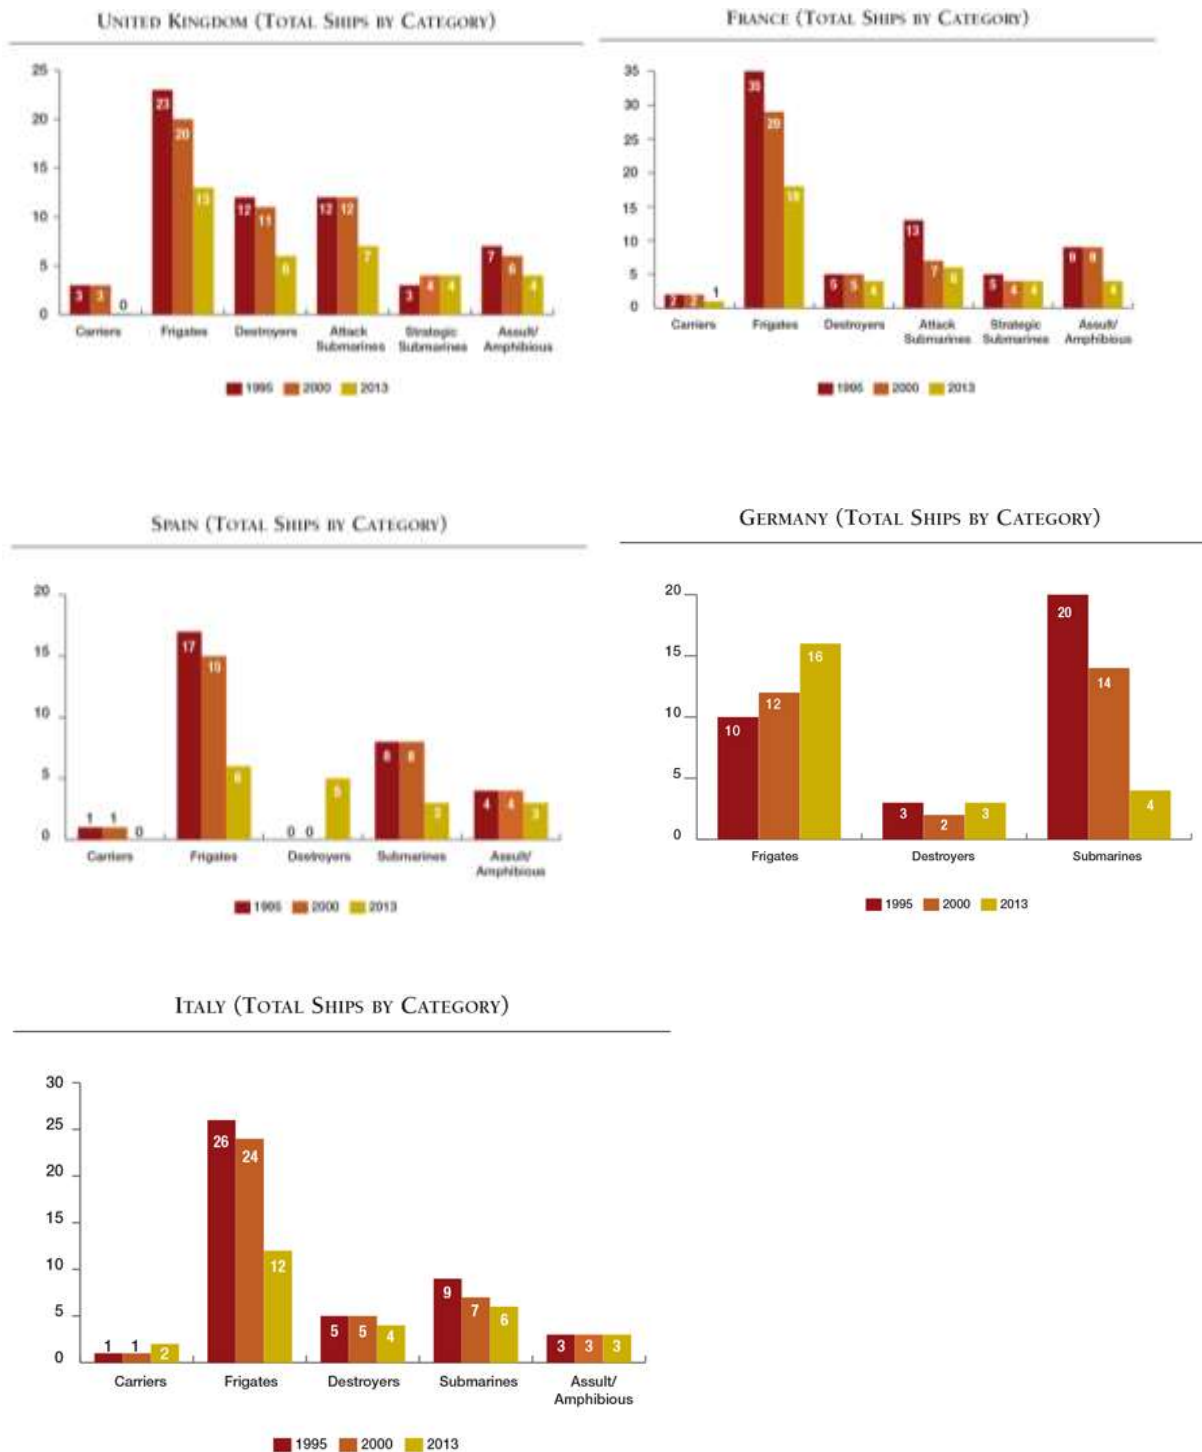 UNITED KINGDOM (TOTAL SHIPS BY CATEGORY)
25
20
15
10
5
0
23
20
13
12
11
6
12
12
7
3
3
0
3
4
4
7
6
4
Carriers
Frigates
Destroyers
Attack
Submarines
Strategic
Submarines
Assult/
Amphibious
1995 2000 2013
FRANCE (TOTAL SHIPS BY CATEGORY)
35
30
25
20
15
10
5
0
2
2
1
35
29
18
5
5
4
13
7
6
5
4
4
9
9
4
Carriers
Frigates
Destroyers
Attack
Submarines
Strategic
Submarines
Assult/
Amphibious
1995 2000 2013
SPAIN (TOTAL SHIPS BY CATEGORY)
20
15
10
5
0
1
1
0
17
15
6
0
0
5
8
8
3
4
4
3
Carriers
Frigates
Destroyers
Submarines
Assult/
Amphibious
1995 2000 2013
GERMANY (TOTAL SHIPS BY CATEGORY)
20
15
10
5
0
10
12
16
3
2
3
20
14
4
Frigates
Destroyers
Submarines
1995 2000 2013
ITALY (TOTAL SHIPS BY CATEGORY)
30
25
20
15
10
5
0
1
1
2
26
24
12
5
5
4
9
7
6
3
3
3
Carriers
Frigates
Destroyers
Submarines
Assult/
Amphibious
1995 2000 2013